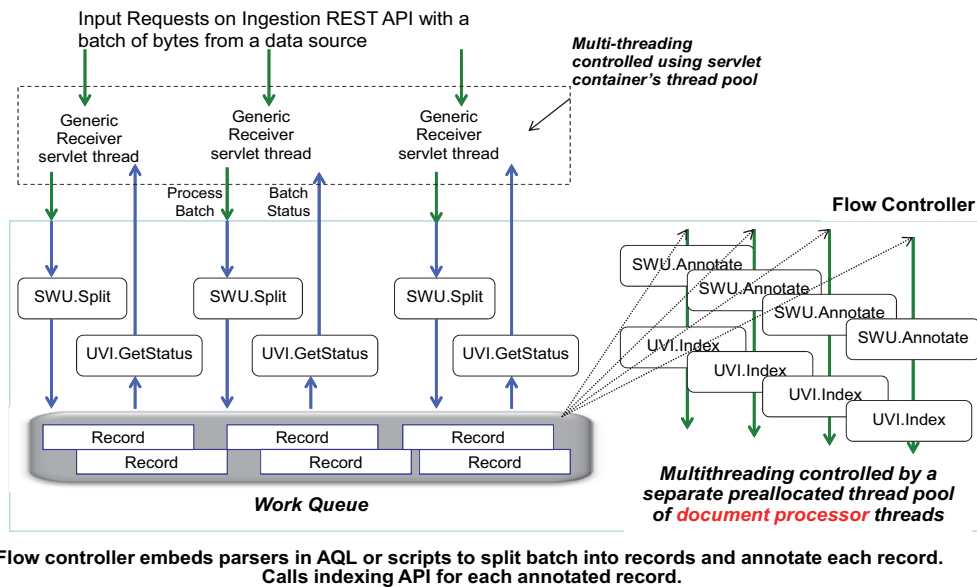 Input Requests on Ingestion REST API with a
batch of bytes from a data source
Multi-threading
controlled using servlet
container's thread pool
Generic
Receiver
servlet thread
Generic
Receiver
servlet thread
Generic
Receiver
servlet thread
Process
Batch
Batch
Status
Flow Controller
SWU.Split
SWU.Split
SWU.Split
UVI.GetStatus
UVI.GetStatus
UVI.GetStatus
SWU.Annotate
SWU.Annotate
SWU.Annotate
SWU.Annotate
UVI.Index
UVI.Index
UVI.Index
UVI.Index
Record
Record
Record
Record
Record
Record
Work Queue
Multithreading controlled by a
separate preallocated thread pool
of document processor threads
Flow controller embeds parsers in AQL or scripts to split batch into records and annotate each record.
Calls indexing API for each annotated record.